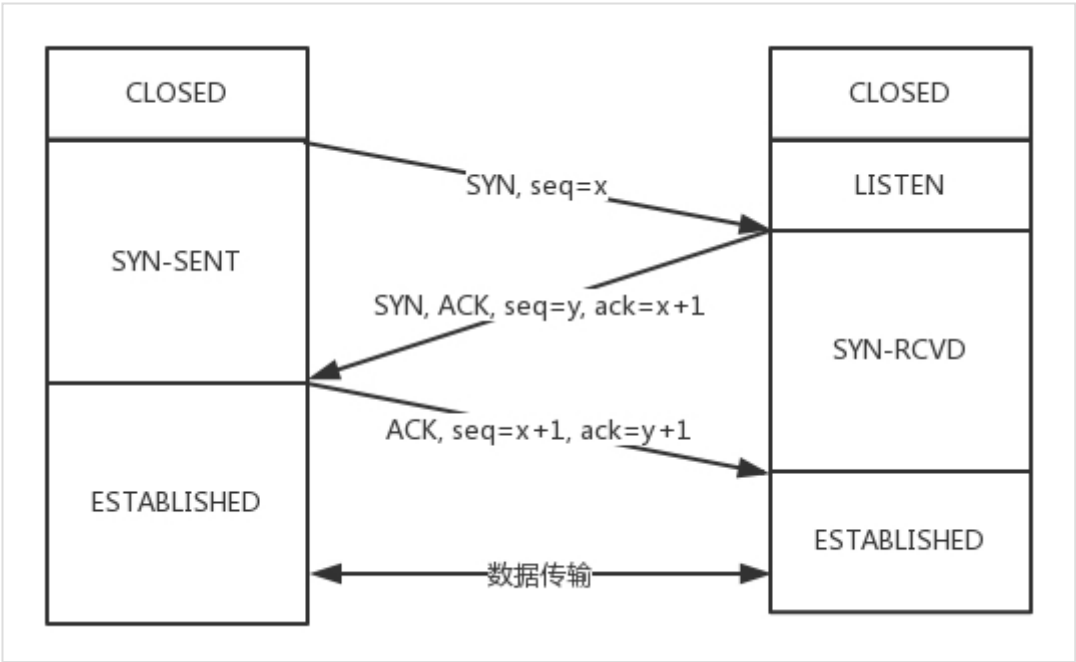 CLOSED
CLOSED
SYN, seq=x
LISTEN
SYN-SENT
SYN, ACK, seq=y, ack=x+1
SYN-RCVD
ACK, seq=x+1, ack=y+1
ESTABLISHED
ESTABLISHED
数据传输